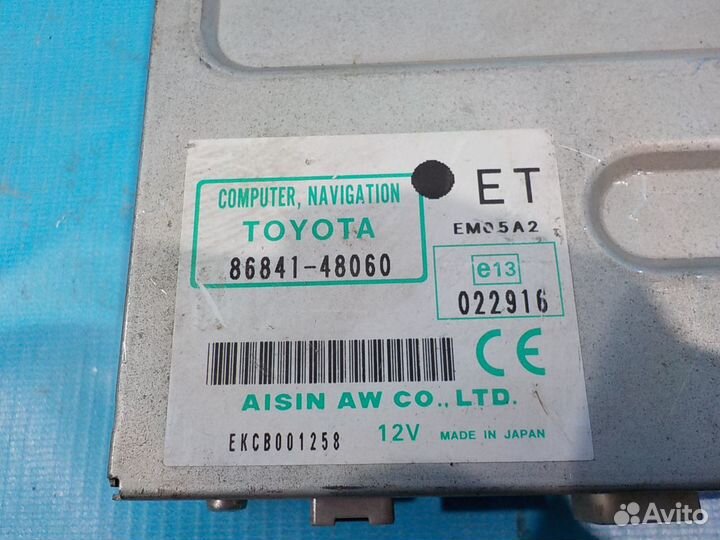 COMPUTER, NAVIGATION
TOYOTA
86841-48060
ET
EM05A2
e13
022916
CE
AISIN AW CO., LTD.
EKCB001258
12V
MADE IN JAPAN
Avito